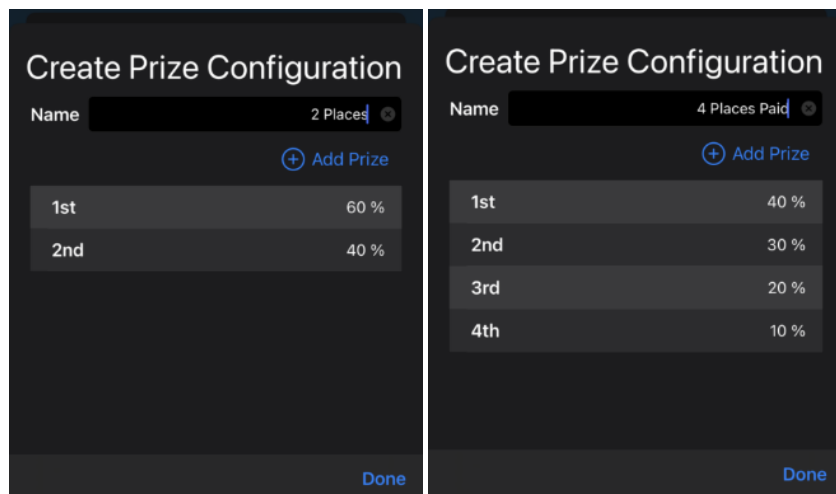 Create Prize Configuration
Name 2 Places
Add Prize
1st 60 %
2nd 40 %
Done
Create Prize Configuration
Name 4 Places Paid
Add Prize
1st 40 %
2nd 30 %
3rd 20 %
4th 10 %
Done